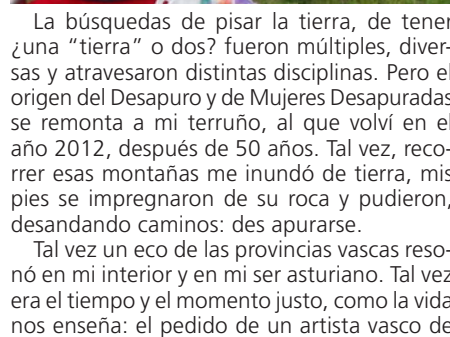 La búsquedas de pisar la tierra, de tener
¿una “tierra” o dos? fueron múltiples, diver-
sas y atravesaron distintas disciplinas. Pero el
origen del Desapuro y de Mujeres Desapuradas
se remonta a mi terruño, al que volví en el
año 2012, después de 50 años. Tal vez, reco-
rrer esas montañas me inundó de tierra, mis
pies se impregnaron de su roca y pudieron,
desandando caminos: des apurarse.
Tal vez un eco de las provincias vascas reso-
nó en mi interior y en mi ser asturiano. Tal vez
era el tiempo y el momento justo, como la vida
nos enseña: el pedido de un artista vasco de